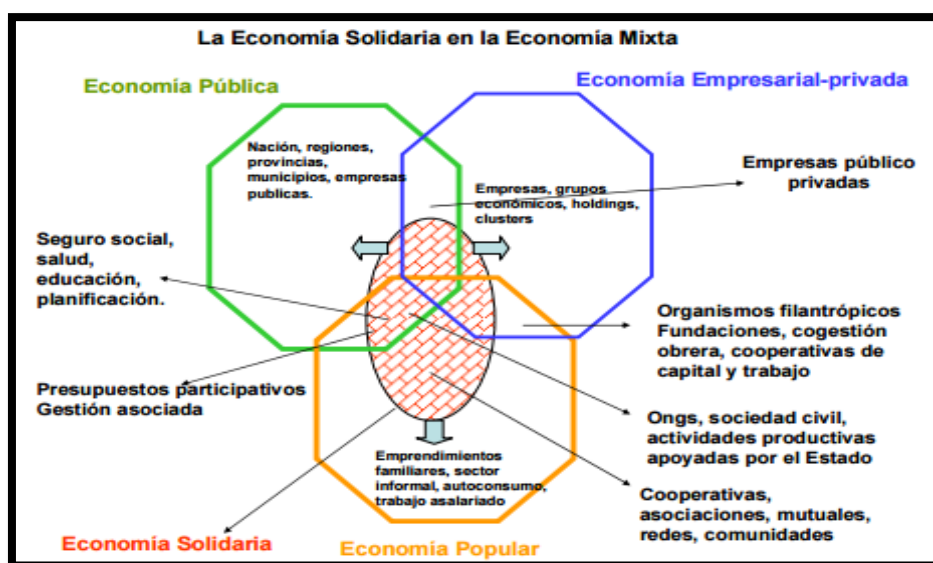 La Economía Solidaria en la Economía Mixta
Economía Pública
Economía Empresarial-privada
Nación, regiones,
provincias,
municípios, empresas
publicas.
Empresas, grupos
económicos, holdings,
clusters
Empresas público
privadas
Seguro social,
salud,
educación,
planificación.
Organismos filantrópicos
Fundaciones, cogestión
obrera, cooperativas de
capital y trabajo
Presupuestos participativos
Gestión asociada
Ongs, sociedad civil,
actividades productivas
apoyadas por el Estado
Emprendimientos
familiares, sector
informal, autoconsumo,
trabajo asalariado
Cooperativas,
asociaciones, mutuales,
redes, comunidades
Economía Solidaria
Economía Popular